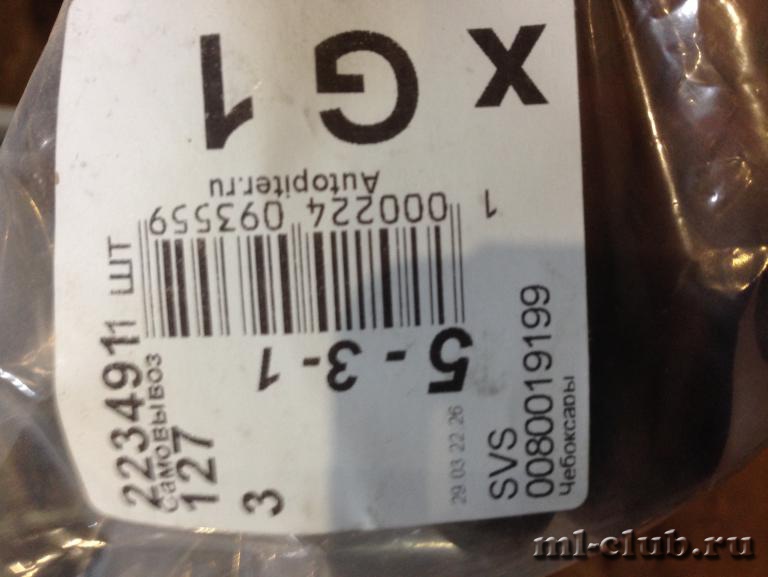 x G 1
Autopiter.ru
1
000224 093559
5 - 3 - 1
223491
1 шт
самовывоз
127
3
29 03 22 26
SVS
0080019199
Чебоксары
ml-club.ru